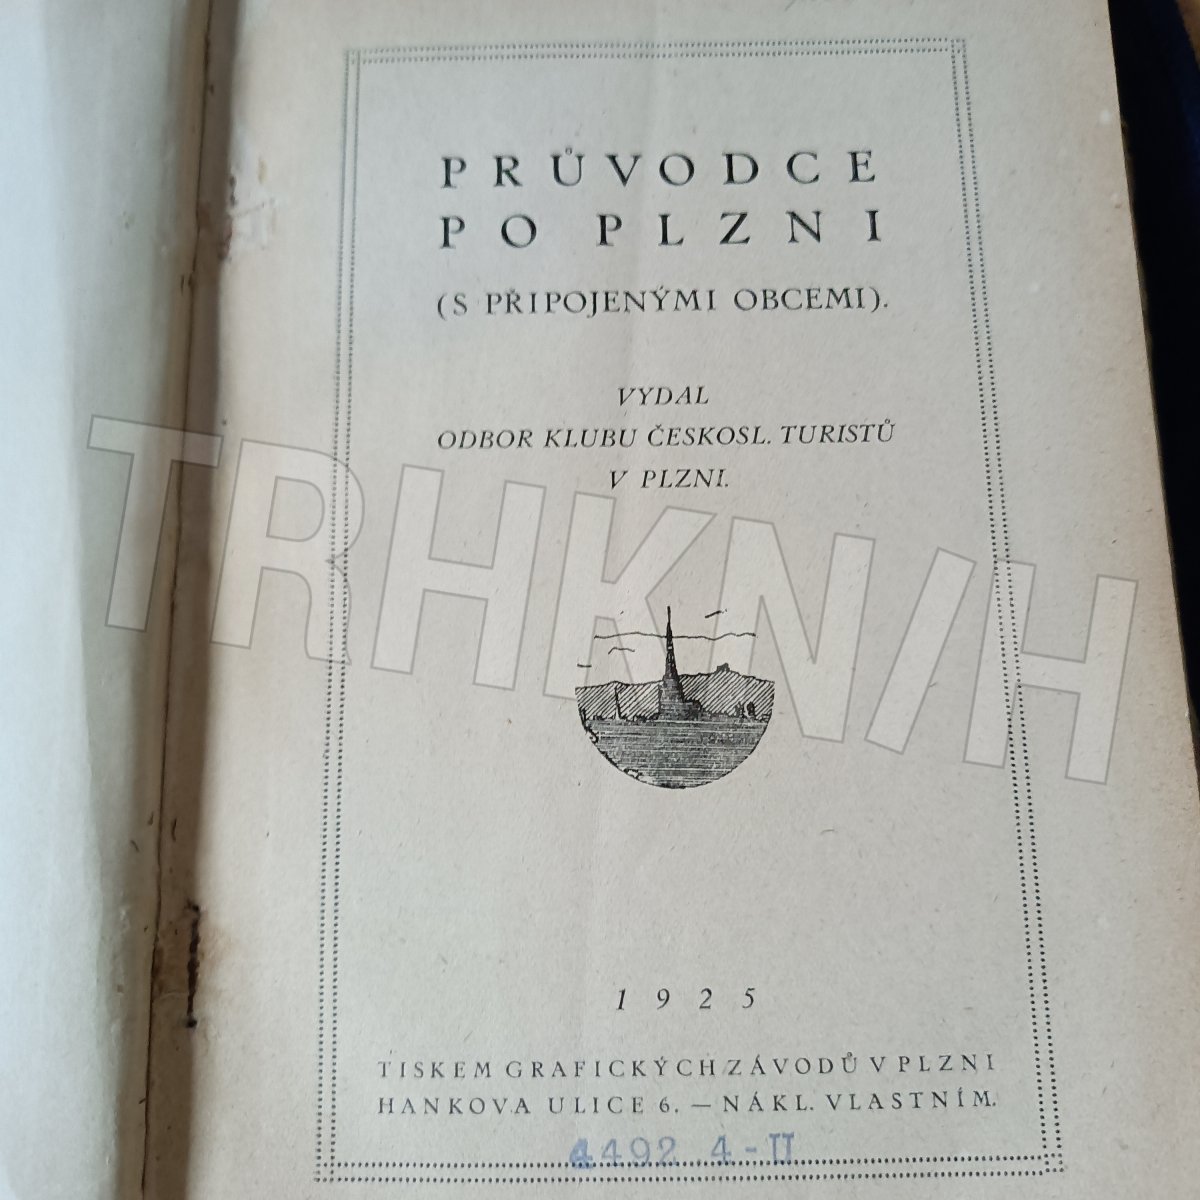 PRŮVODCE
PO PLZNI
(S PŘIPOJENÝMI OBCEMI).
VYDAL
ODBOR KLUBU ČESKOSL. TURISTŮ
V PLZNI.
TRHKNIH
1925
TISKEM GRAFICKÝCH ZÁVODŮ V PLZNI
HANKOVA ULICE 6. — NÁKL. VLASTNÍM.
4492 4-II